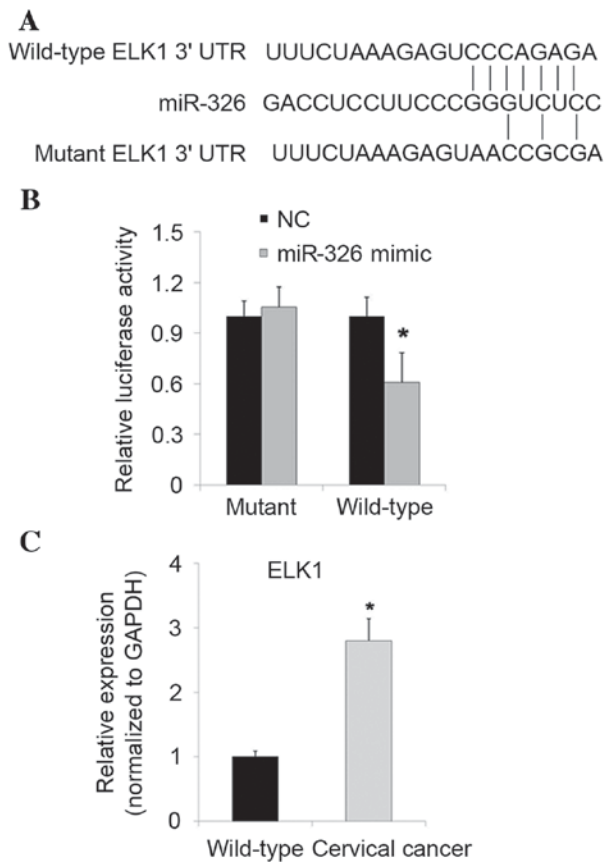 A
Wild-type ELK1 3' UTR UUUCUAAAGAGUCCCAGAGA
miR-326 GACCUCCUUCCCGGGUCUCC
Mutant ELK1 3' UTR UUUCUAAAGAGUAACCGCGA
B
NC
miR-326 mimic
Relative luciferase activity
1.5
1.2
0.9
0.6
0.3
0
*
Mutant Wild-type
C
ELK1
Relative expression
(normalized to GAPDH)
4
3
2
1
0
*
Wild-type Cervical cancer